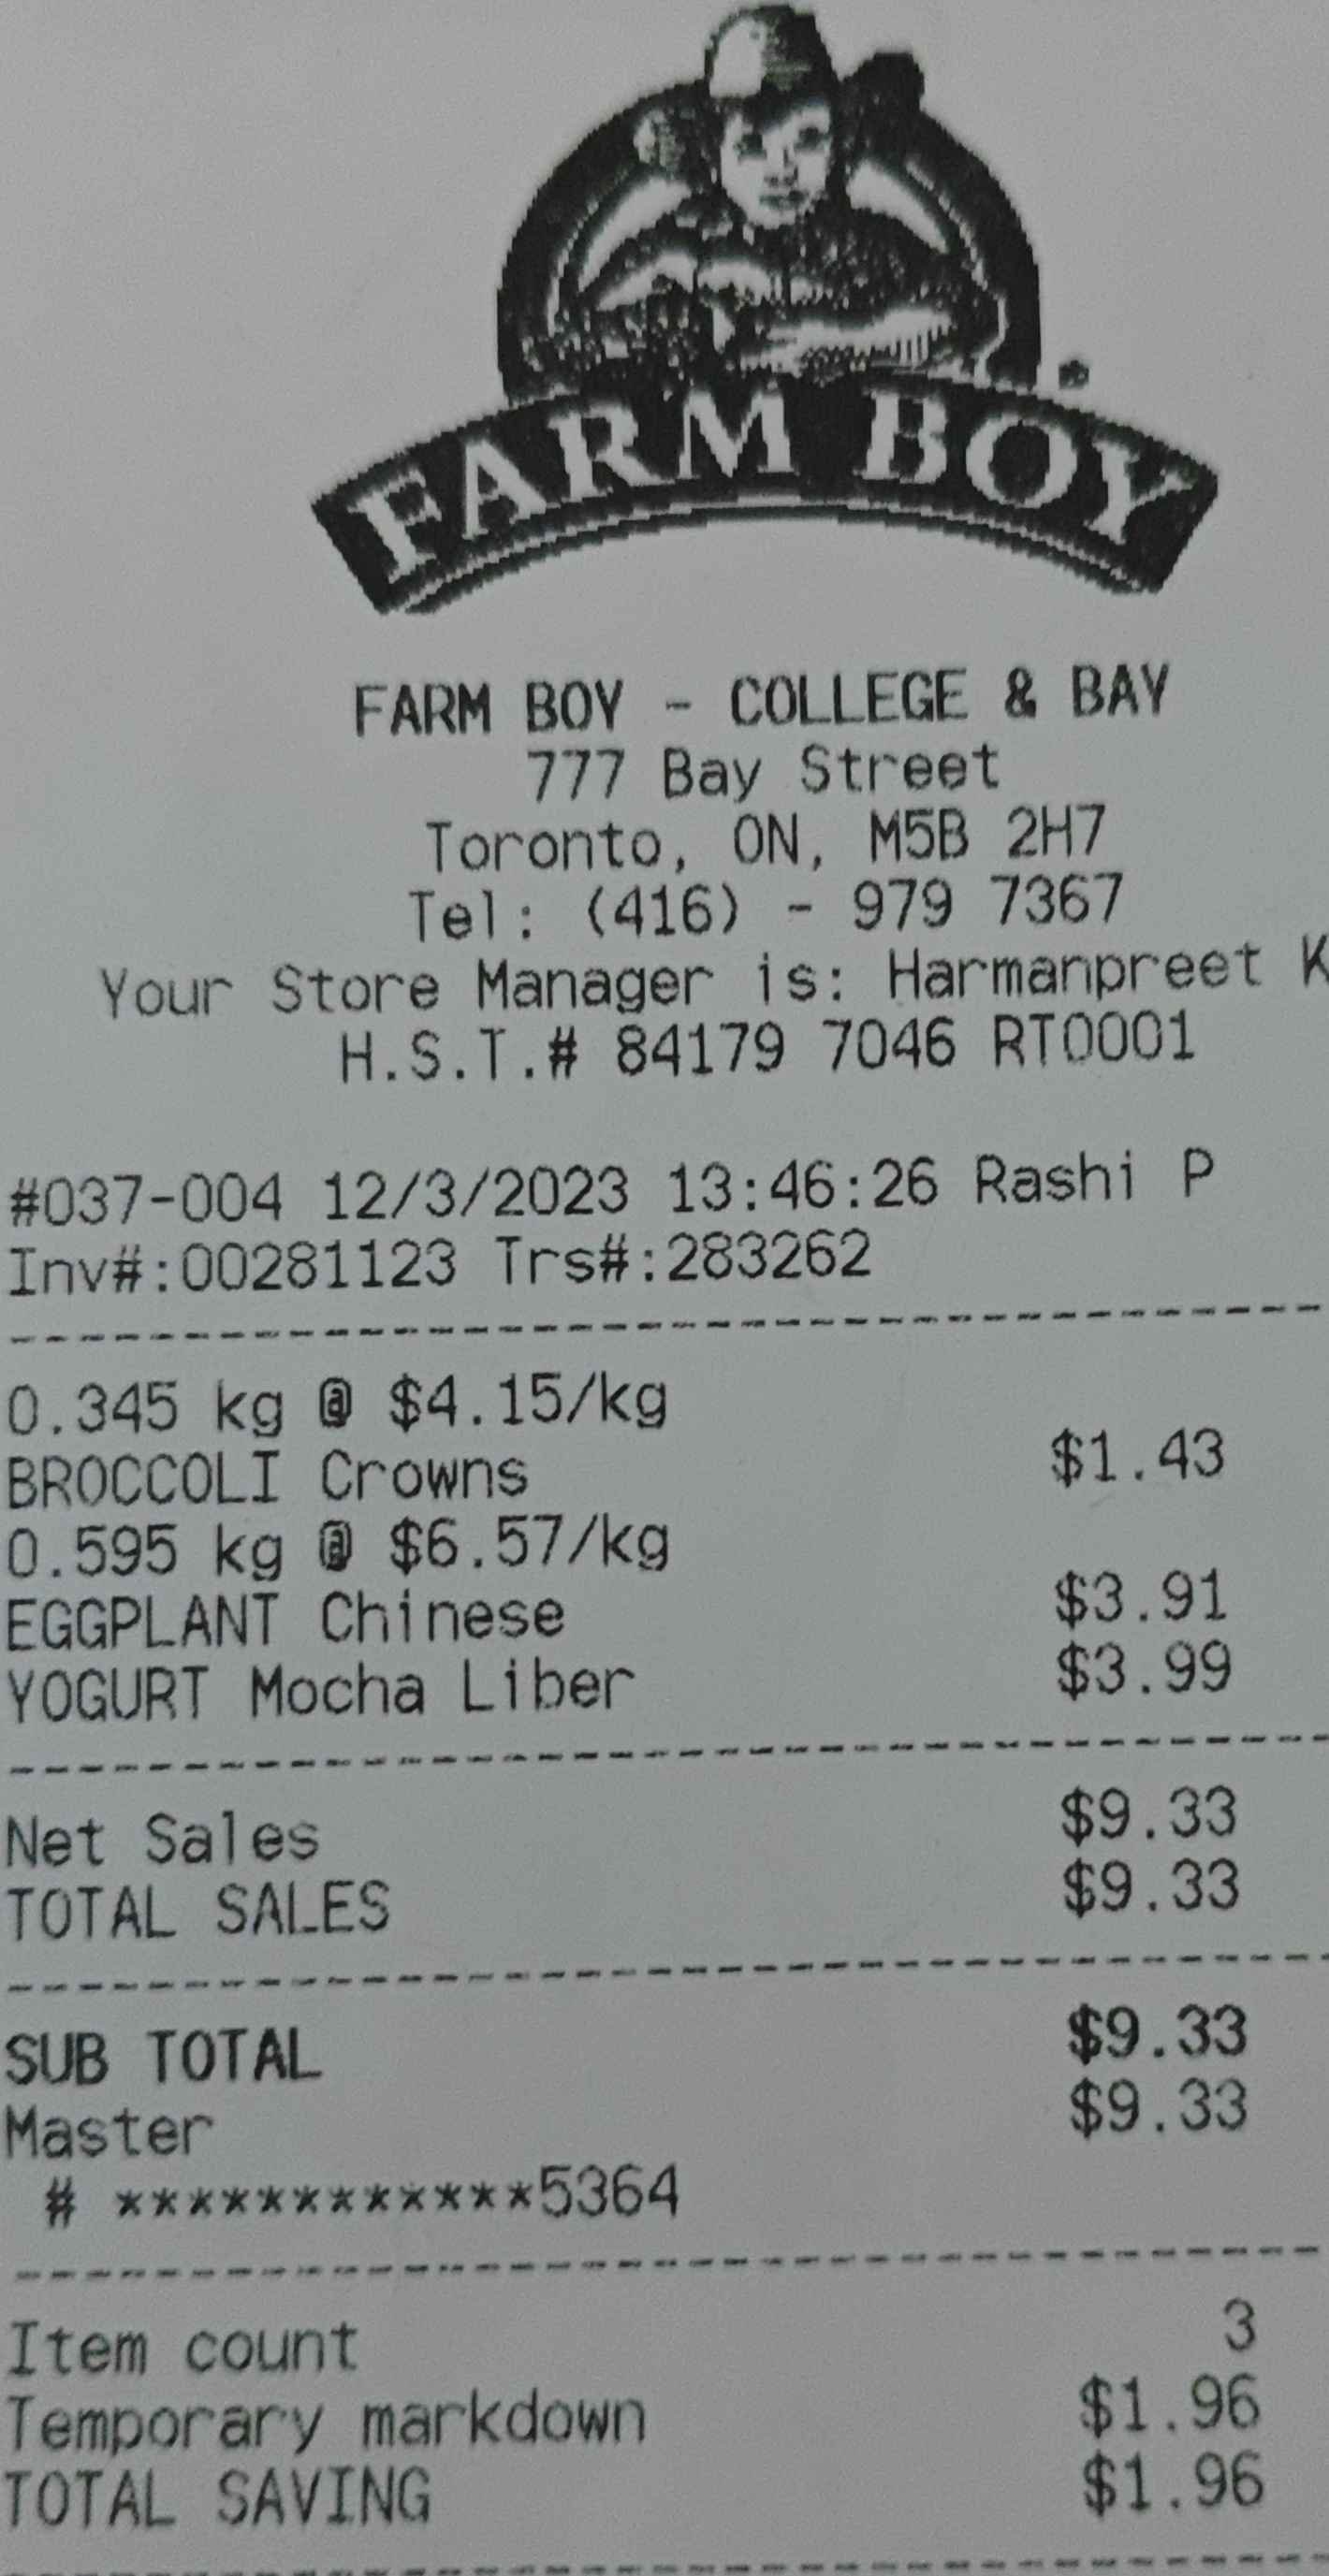 FARM BOY
FARM BOY - COLLEGE & BAY
777 Bay Street
Toronto, ON, M5B 2H7
Tel: (416) - 979 7367
Your Store Manager is: Harmanpreet K
H.S.T.# 84179 7046 RT0001
#037-004 12/3/2023 13:46:26 Rashi P
Inv#:00281123 Trs#:283262
0.345 kg @ $4.15/kg
BROCCOLI Crowns $1.43
0.595 kg @ $6.57/kg
EGGPLANT Chinese $3.91
YOGURT Mocha Liber $3.99
Net Sales $9.33
TOTAL SALES $9.33
SUB TOTAL $9.33
Master $9.33
# ************5364
Item count 3
Temporary markdown $1.96
TOTAL SAVING $1.96